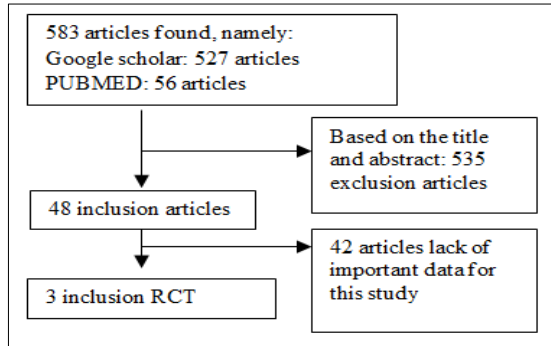 583 articles found, namely:
Google scholar: 527 articles
PUBMED: 56 articles
Based on the title
and abstract: 535
exclusion articles
48 inclusion articles
42 articles lack of
important data for
this study
3 inclusion RCT